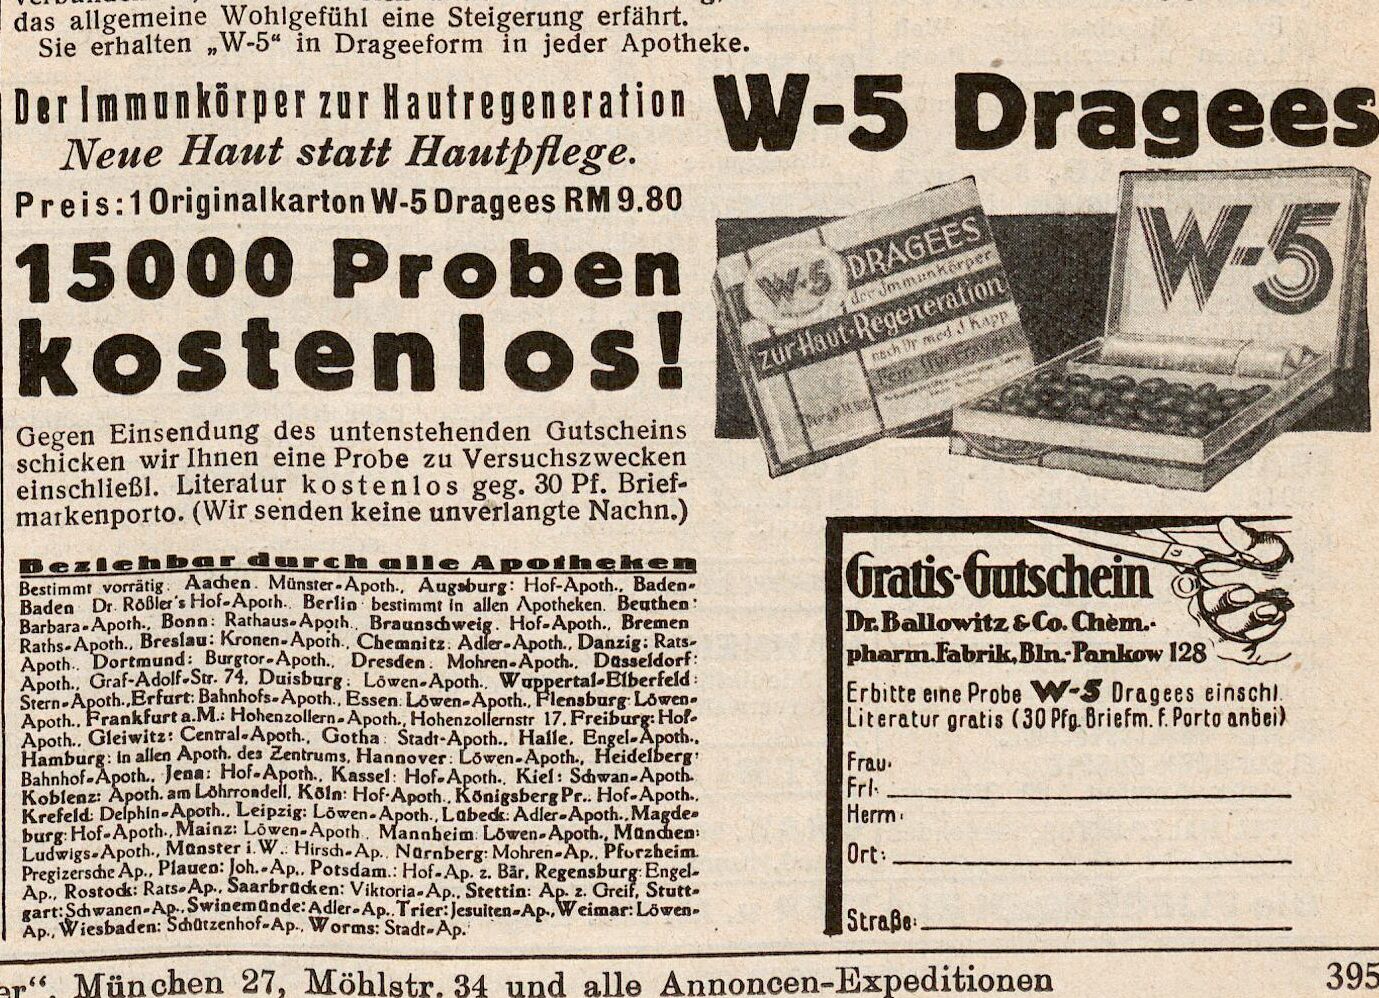 das allgemeine Wohlgefühl eine Steigerung erfährt.
Sie erhalten „W-5“ in Drageeform in jeder Apotheke.
Der Immunkörper zur Hautregeneration
Neue Haut statt Hautpflege.
Preis: 1 Originalkarton W-5 Dragees RM 9.80
15000 Proben
kostenlos!
Gegen Einsendung des untenstehenden Gutscheins
schicken wir Ihnen eine Probe zu Versuchszwecken
einschließl. Literatur kostenlos geg. 30 Pf. Brief-
markenporto. (Wir senden keine unverlangte Nachn.)
Beziehbar durch alle Apotheken
Bestimmt vorrätig: Aachen. Münster-Apoth., Augsburg: Hof-Apoth., Baden-
Baden Dr. Rößler's Hof-Apoth., Berlin bestimmt in allen Apotheken. Beuthen:
Barbara-Apoth., Bonn: Rathaus-Apoth., Braunschweig. Hof-Apoth., Bremen
Raths-Apoth., Breslau: Kronen-Apoth., Chemnitz: Adler-Apoth., Danzig: Rats-
Apoth., Dortmund: Burgtor-Apoth., Dresden: Mohren-Apoth., Düsseldorf:
Apoth., Graf-Adolf-Str. 74, Duisburg: Löwen-Apoth., Wuppertal-Elberfeld:
Stern-Apoth., Erfurt: Bahnhofs-Apoth., Essen: Löwen-Apoth., Flensburg: Löwen-
Apoth., Frankfurt a.M.: Hohenzollern-Apoth., Hohenzollernstr 17, Freiburg: Hof-
Apoth., Gleiwitz: Central-Apoth., Gotha: Stadt-Apoth., Halle, Engel-Apoth.,
Hamburg: in allen Apoth. des Zentrums, Hannover: Löwen-Apoth., Heidelberg:
Bahnhof-Apoth., Jena: Hof-Apoth., Kassel: Hof-Apoth., Kiel: Schwan-Apoth.
Koblenz: Apoth. am Löhrrondell, Köln: Hof-Apoth., Königsberg Pr.: Hof-Apoth.,
Krefeld: Delphin-Apoth., Leipzig: Löwen-Apoth., Lübeck: Adler-Apoth., Magde-
burg: Hof-Apoth., Mainz: Löwen-Apoth., Mannheim: Löwen-Apoth., München:
Ludwigs-Apoth., Münster i. W.: Hirsch-Ap., Nürnberg: Mohren-Ap., Pforzheim
Pregizersche Ap., Plauen: Joh.-Ap., Potsdam.: Hof-Ap. z. Bär, Regensburg: Engel-
Ap., Rostock: Rats-Ap., Saarbrücken: Viktoria-Ap., Stettin: Ap. z. Greif, Stutt-
gart: Schwanen-Ap., Swinemünde: Adler-Ap., Trier: Jesuiten-Ap., Weimar: Löwen-
Ap., Wiesbaden: Schützenhof-Ap., Worms: Stadt-Ap.
W-5 Dragees
W-5 DRAGEES
der Immunkörper
zur Haut-Regeneration
nach Dr med. J. Kapp
W-5
Gratis-Gutschein
Dr. Ballowitz & Co. Chem.-
pharm. Fabrik, Bln.-Pankow 128
Erbitte eine Probe W-5 Dragees einschl.
Literatur gratis (30 Pfg. Briefm. f. Porto anbei)
Frau:
Frl.
Herrn:
Ort:
Straße:
er“. München 27, Möhlstr. 34 und alle Annoncen-Expeditionen
395